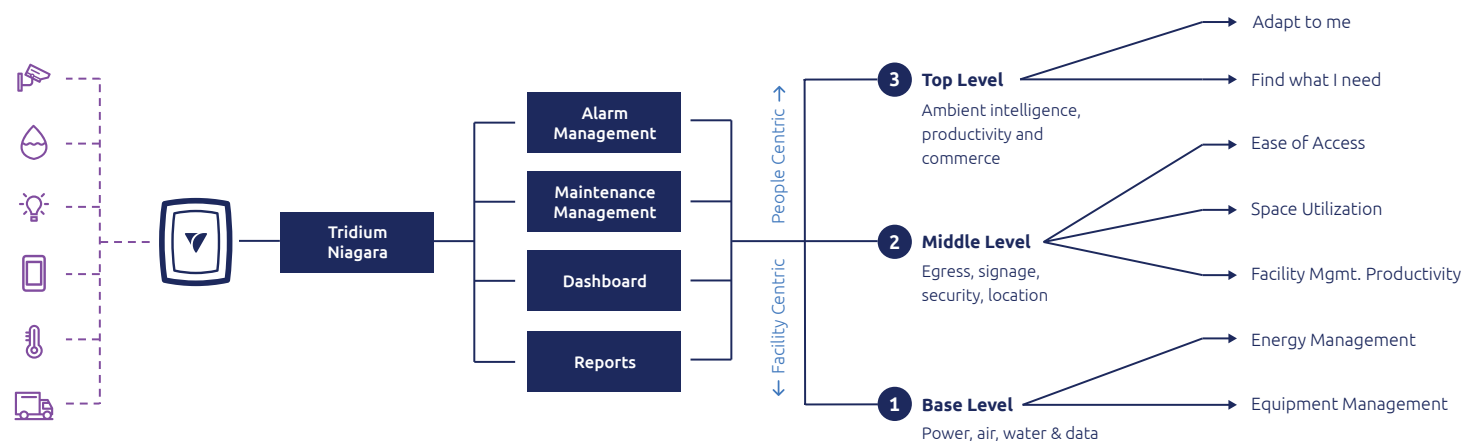 Tridium
Niagara
Alarm
Management
Maintenance
Management
Dashboard
Reports
People Centric →
← Facility Centric
3 Top Level
Ambient intelligence,
productivity and
commerce
Adapt to me
Find what I need
2 Middle Level
Egress, signage,
security, location
Ease of Access
Space Utilization
Facility Mgmt. Productivity
1 Base Level
Power, air, water & data
Energy Management
Equipment Management